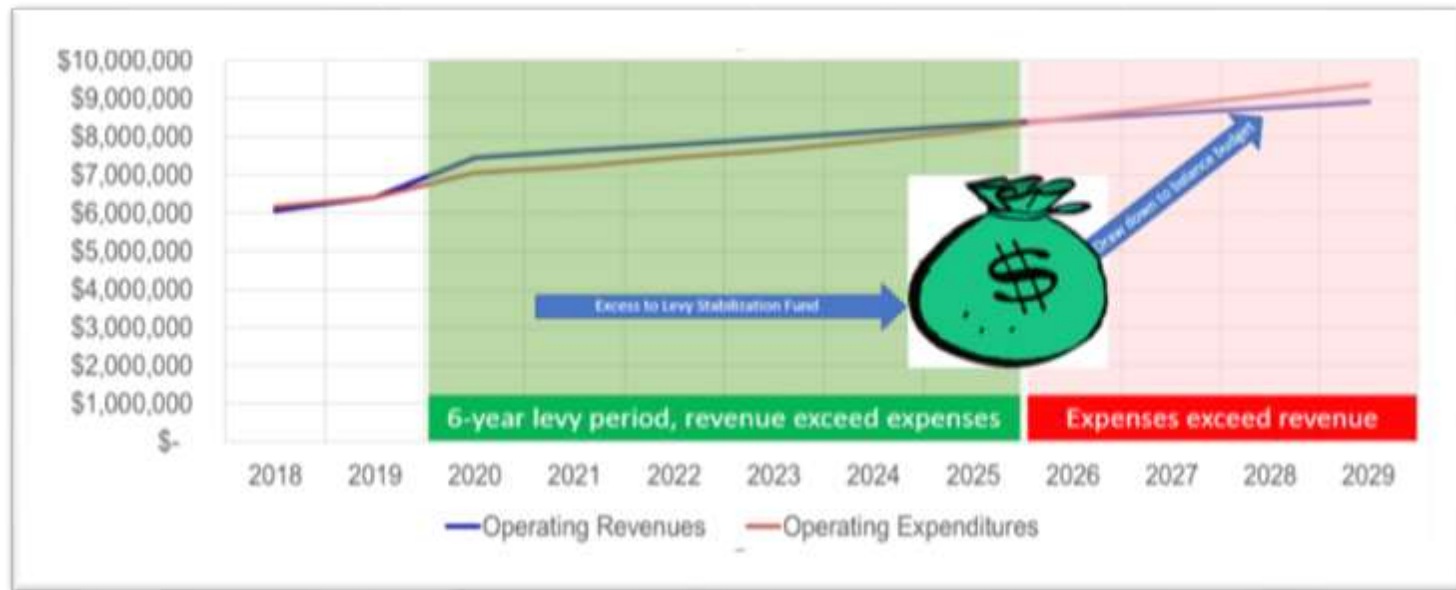 $10,000,000
$9,000,000
$8,000,000
$7,000,000
$6,000,000
$5,000,000
$4,000,000
$3,000,000
$2,000,000
$1,000,000
$-
Draw down to balance budget
$
Excess to Levy Stabilization Fund
6-year levy period, revenue exceed expenses
Expenses exceed revenue
2018 2019 2020 2021 2022 2023 2024 2025 2026 2027 2028 2029
Operating Revenues Operating Expenditures